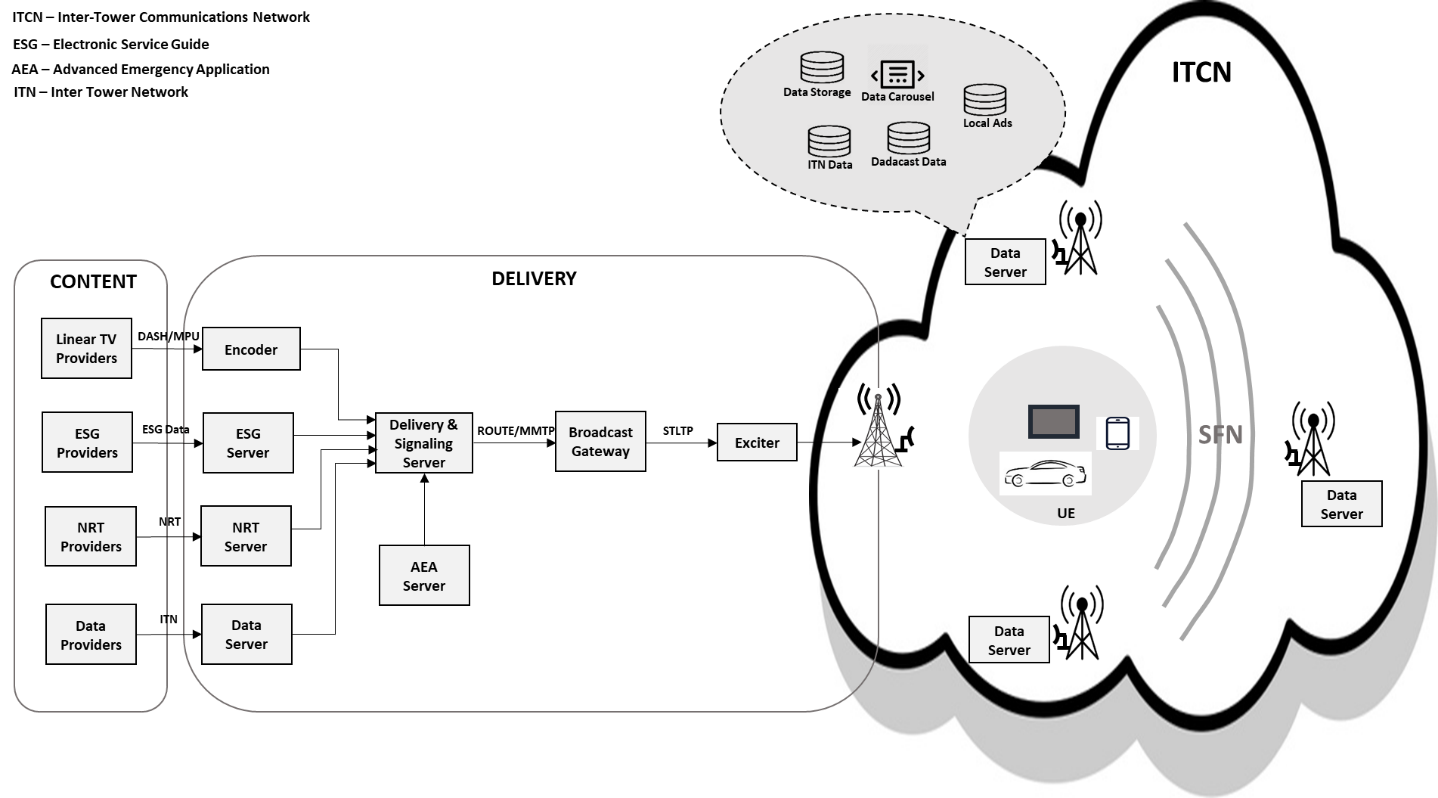 ITCN – Inter-Tower Communications Network
ESG – Electronic Service Guide
AEA – Advanced Emergency Application
ITN – Inter Tower Network
Data Storage
Data Carousel
Local Ads
ITN Data
Dadacast Data
ITCN
Data
Server
CONTENT
DELIVERY
Linear TV
Providers
DASH/MPU
Encoder
ESG
Providers
ESG Data
ESG
Server
Delivery &
Signaling
Server
ROUTE/MMTP
Broadcast
Gateway
STLTP
Exciter
NRT
Providers
NRT
NRT
Server
AEA
Server
Data
Providers
ITN
Data
Server
UE
SFN
Data
Server
Data
Server